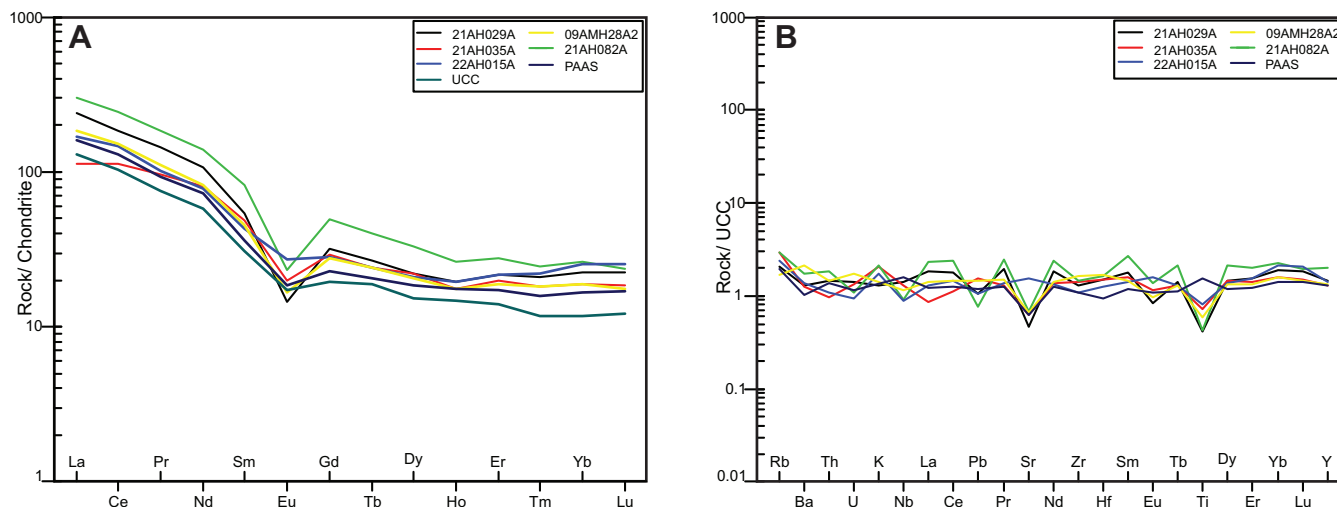 A
21AH029A 09AMH28A2
21AH035A 21AH082A
22AH015A PAAS
UCC
1000
100
10
1
Rock/ Chondrite
La Pr Sm Gd Dy Er Yb
Ce Nd Eu Tb Ho Tm Lu
B
21AH029A 09AMH28A2
21AH035A 21AH082A
22AH015A PAAS
1000
100
10
1
0.1
0.01
Rock/ UCC
Rb Th K La Pb Sr Zr Sm Tb Dy Yb Y
Ba U Nb Ce Pr Nd Hf Eu Ti Er Lu